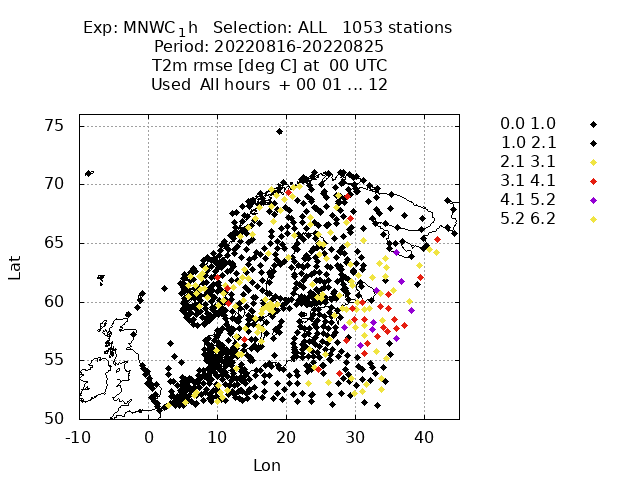 Exp: MNWC_1h   Selection: ALL   1053 stations
Period: 20220816-20220825
T2m rmse [deg C] at  00 UTC
Used  All hours  + 00 01 ... 12
0.0 1.0
1.0 2.1
2.1 3.1
3.1 4.1
4.1 5.2
5.2 6.2
75
70
65
60
55
50
Lat
-10 0 10 20 30 40
Lon